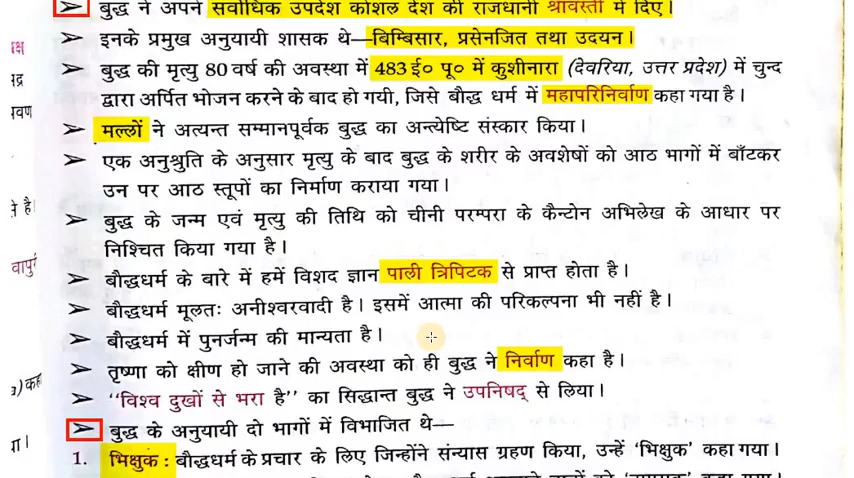 बुद्ध ने अपने सर्वाधिक उपदेश कोशल देश की राजधानी श्रावस्ती में दिए।
इनके प्रमुख अनुयायी शासक थे—बिम्बिसार, प्रसेनजित तथा उदयन।
बुद्ध की मृत्यु 80 वर्ष की अवस्था में 483 ई० पू० में कुशीनारा (देवरिया, उत्तर प्रदेश) में चुन्द
द्वारा अर्पित भोजन करने के बाद हो गयी, जिसे बौद्ध धर्म में महापरिनिर्वाण कहा गया है।
मल्लों ने अत्यन्त सम्मानपूर्वक बुद्ध का अन्त्येष्टि संस्कार किया।
एक अनुश्रुति के अनुसार मृत्यु के बाद बुद्ध के शरीर के अवशेषों को आठ भागों में बाँटकर
उन पर आठ स्तूपों का निर्माण कराया गया।
बुद्ध के जन्म एवं मृत्यु की तिथि को चीनी परम्परा के कैन्टोन अभिलेख के आधार पर
निश्चित किया गया है।
बौद्धधर्म के बारे में हमें विशद ज्ञान पाली त्रिपिटक से प्राप्त होता है।
बौद्धधर्म मूलतः अनीश्वरवादी है। इसमें आत्मा की परिकल्पना भी नहीं है।
बौद्धधर्म में पुनर्जन्म की मान्यता है।
तृष्णा को क्षीण हो जाने की अवस्था को ही बुद्ध ने निर्वाण कहा है।
"विश्व दुखों से भरा है" का सिद्धान्त बुद्ध ने उपनिषद् से लिया।
बुद्ध के अनुयायी दो भागों में विभाजित थे—
1. भिक्षुक : बौद्धधर्म के प्रचार के लिए जिन्होंने संन्यास ग्रहण किया, उन्हें 'भिक्षुक' कहा गया।